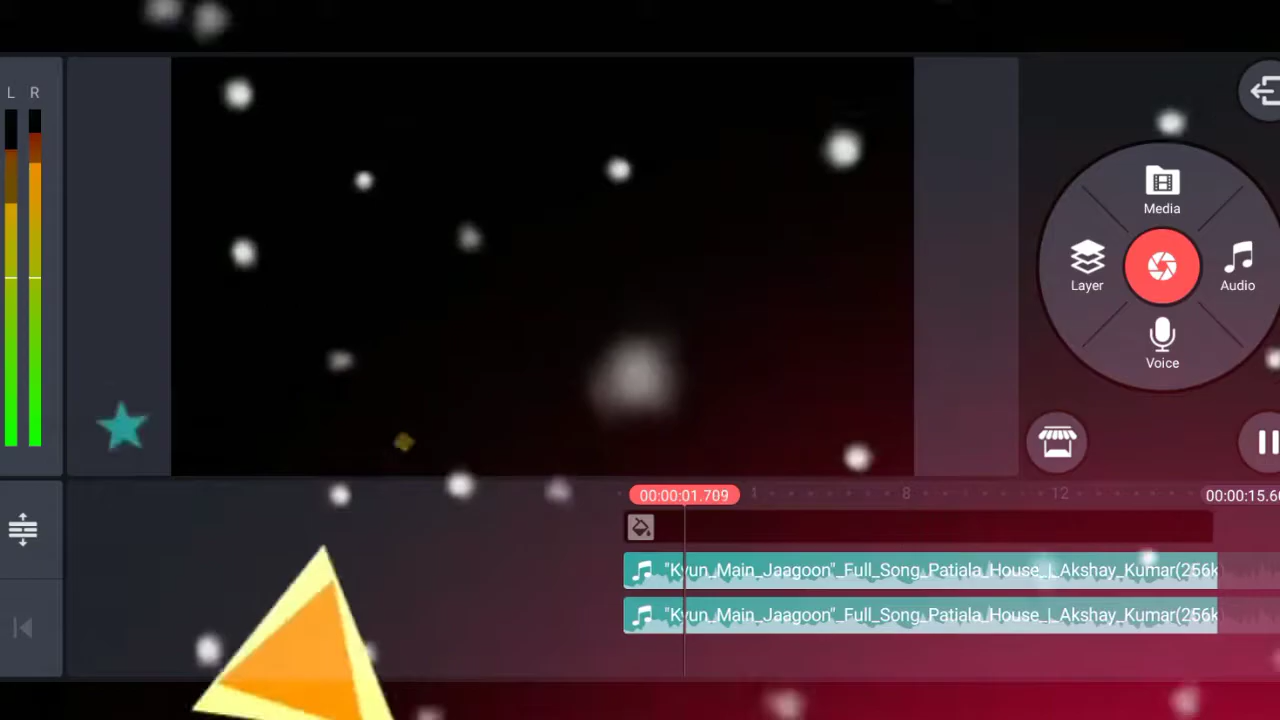 L R
Media
Layer
Audio
Voice
00:00:01.709
8
12
00:00:15.6
"Kyun_Main_Jaagoon"_Full_Song_Patiala_House_|_Akshay_Kumar(256k
"Kyun_Main_Jaagoon"_Full_Song_Patiala_House_|_Akshay_Kumar(256k